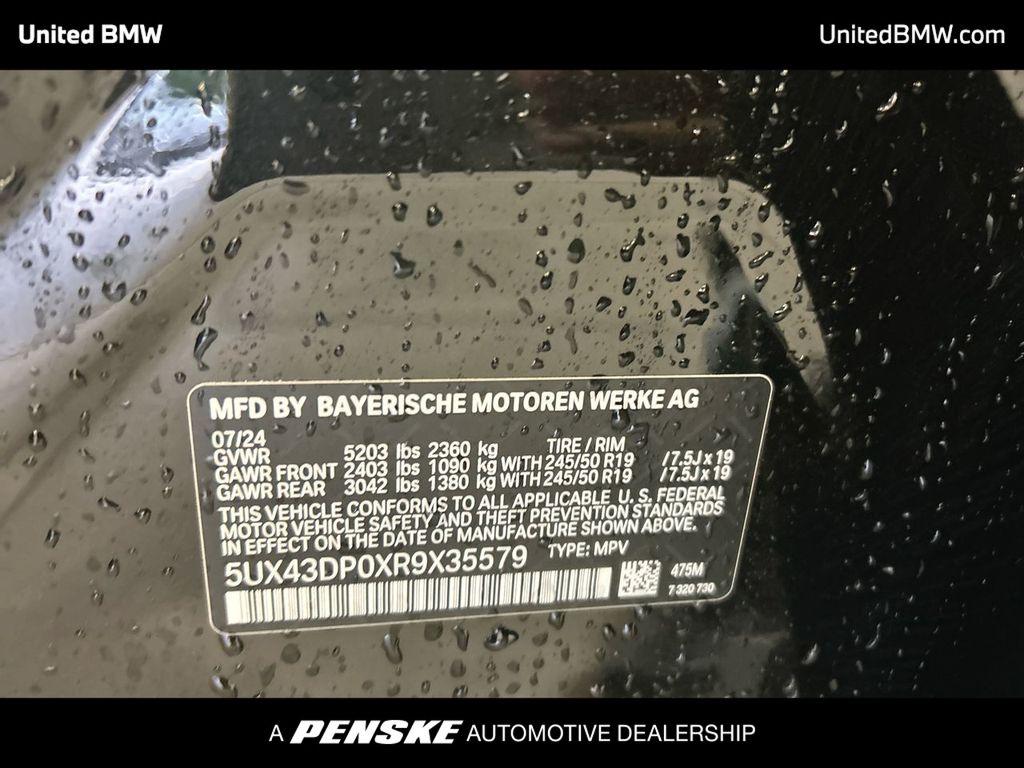 United BMW
UnitedBMW.com
MFD BY BAYERISCHE MOTOREN WERKE AG
07/24
GVWR 5203 lbs 2360 kg TIRE / RIM
GAWR FRONT 2403 lbs 1090 kg WITH 245/50 R19 /7.5J x 19
GAWR REAR 3042 lbs 1380 kg WITH 245/50 R19 /7.5J x 19
THIS VEHICLE CONFORMS TO ALL APPLICABLE U. S. FEDERAL
MOTOR VEHICLE SAFETY AND THEFT PREVENTION STANDARDS
IN EFFECT ON THE DATE OF MANUFACTURE SHOWN ABOVE.
5UX43DP0XR9X35579 TYPE: MPV
475M
7 320 730
A PENSKE AUTOMOTIVE DEALERSHIP